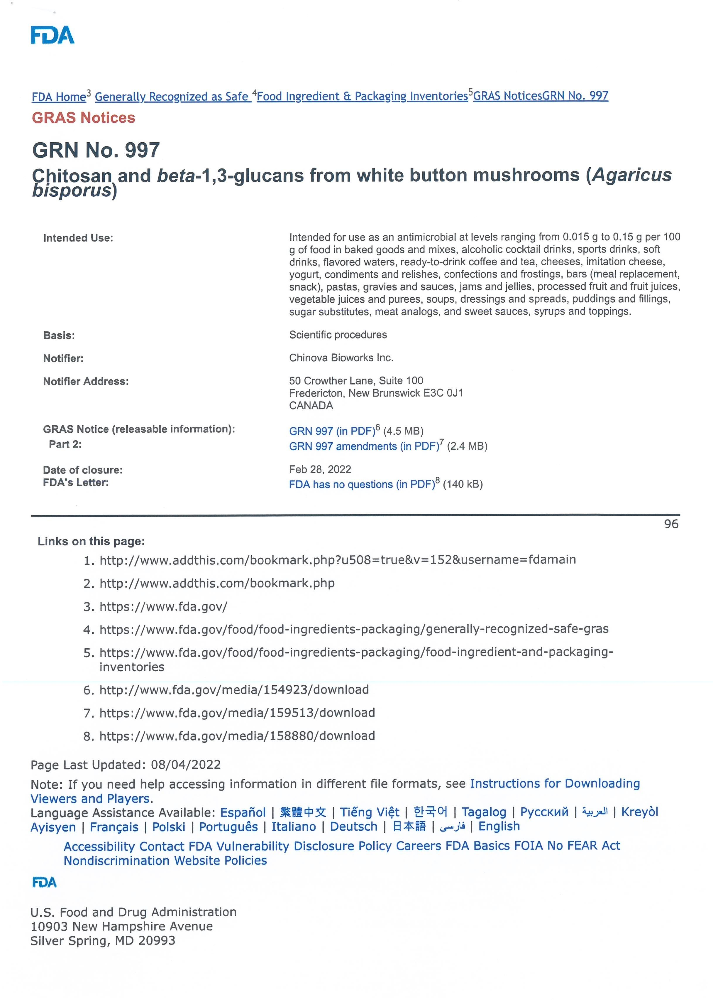 FDA
FDA Home3 Generally Recognized as Safe 4Food Ingredient & Packaging Inventories5GRAS NoticesGRN No. 997
GRAS Notices
GRN No. 997
Chitosan and beta-1,3-glucans from white button mushrooms (Agaricus
bisporus)
Intended Use:
Intended for use as an antimicrobial at levels ranging from 0.015 g to 0.15 g per 100
g of food in baked goods and mixes, alcoholic cocktail drinks, sports drinks, soft
drinks, flavored waters, ready-to-drink coffee and tea, cheeses, imitation cheese,
yogurt, condiments and relishes, confections and frostings, bars (meal replacement,
snack), pastas, gravies and sauces, jams and jellies, processed fruit and fruit juices,
vegetable juices and purees, soups, dressings and spreads, puddings and fillings,
sugar substitutes, meat analogs, and sweet sauces, syrups and toppings.
Basis: Scientific procedures
Notifier: Chinova Bioworks Inc.
Notifier Address: 50 Crowther Lane, Suite 100
Fredericton, New Brunswick E3C 0J1
CANADA
GRAS Notice (releasable information): GRN 997 (in PDF)6 (4.5 MB)
Part 2: GRN 997 amendments (in PDF)7 (2.4 MB)
Date of closure: Feb 28, 2022
FDA's Letter: FDA has no questions (in PDF)8 (140 kB)
96
Links on this page:
1. http://www.addthis.com/bookmark.php?u508=true&v=152&username=fdamain
2. http://www.addthis.com/bookmark.php
3. https://www.fda.gov/
4. https://www.fda.gov/food/food-ingredients-packaging/generally-recognized-safe-gras
5. https://www.fda.gov/food/food-ingredients-packaging/food-ingredient-and-packaging-
inventories
6. http://www.fda.gov/media/154923/download
7. https://www.fda.gov/media/159513/download
8. https://www.fda.gov/media/158880/download
Page Last Updated: 08/04/2022
Note: If you need help accessing information in different file formats, see Instructions for Downloading
Viewers and Players.
Language Assistance Available: Español | 繁體中文 | Tiếng Việt | 한국어 | Tagalog | Русский | العربية | Kreyòl
Ayisyen | Français | Polski | Português | Italiano | Deutsch | 日本語 | فارسی | English
Accessibility Contact FDA Vulnerability Disclosure Policy Careers FDA Basics FOIA No FEAR Act
Nondiscrimination Website Policies
FDA
U.S. Food and Drug Administration
10903 New Hampshire Avenue
Silver Spring, MD 20993